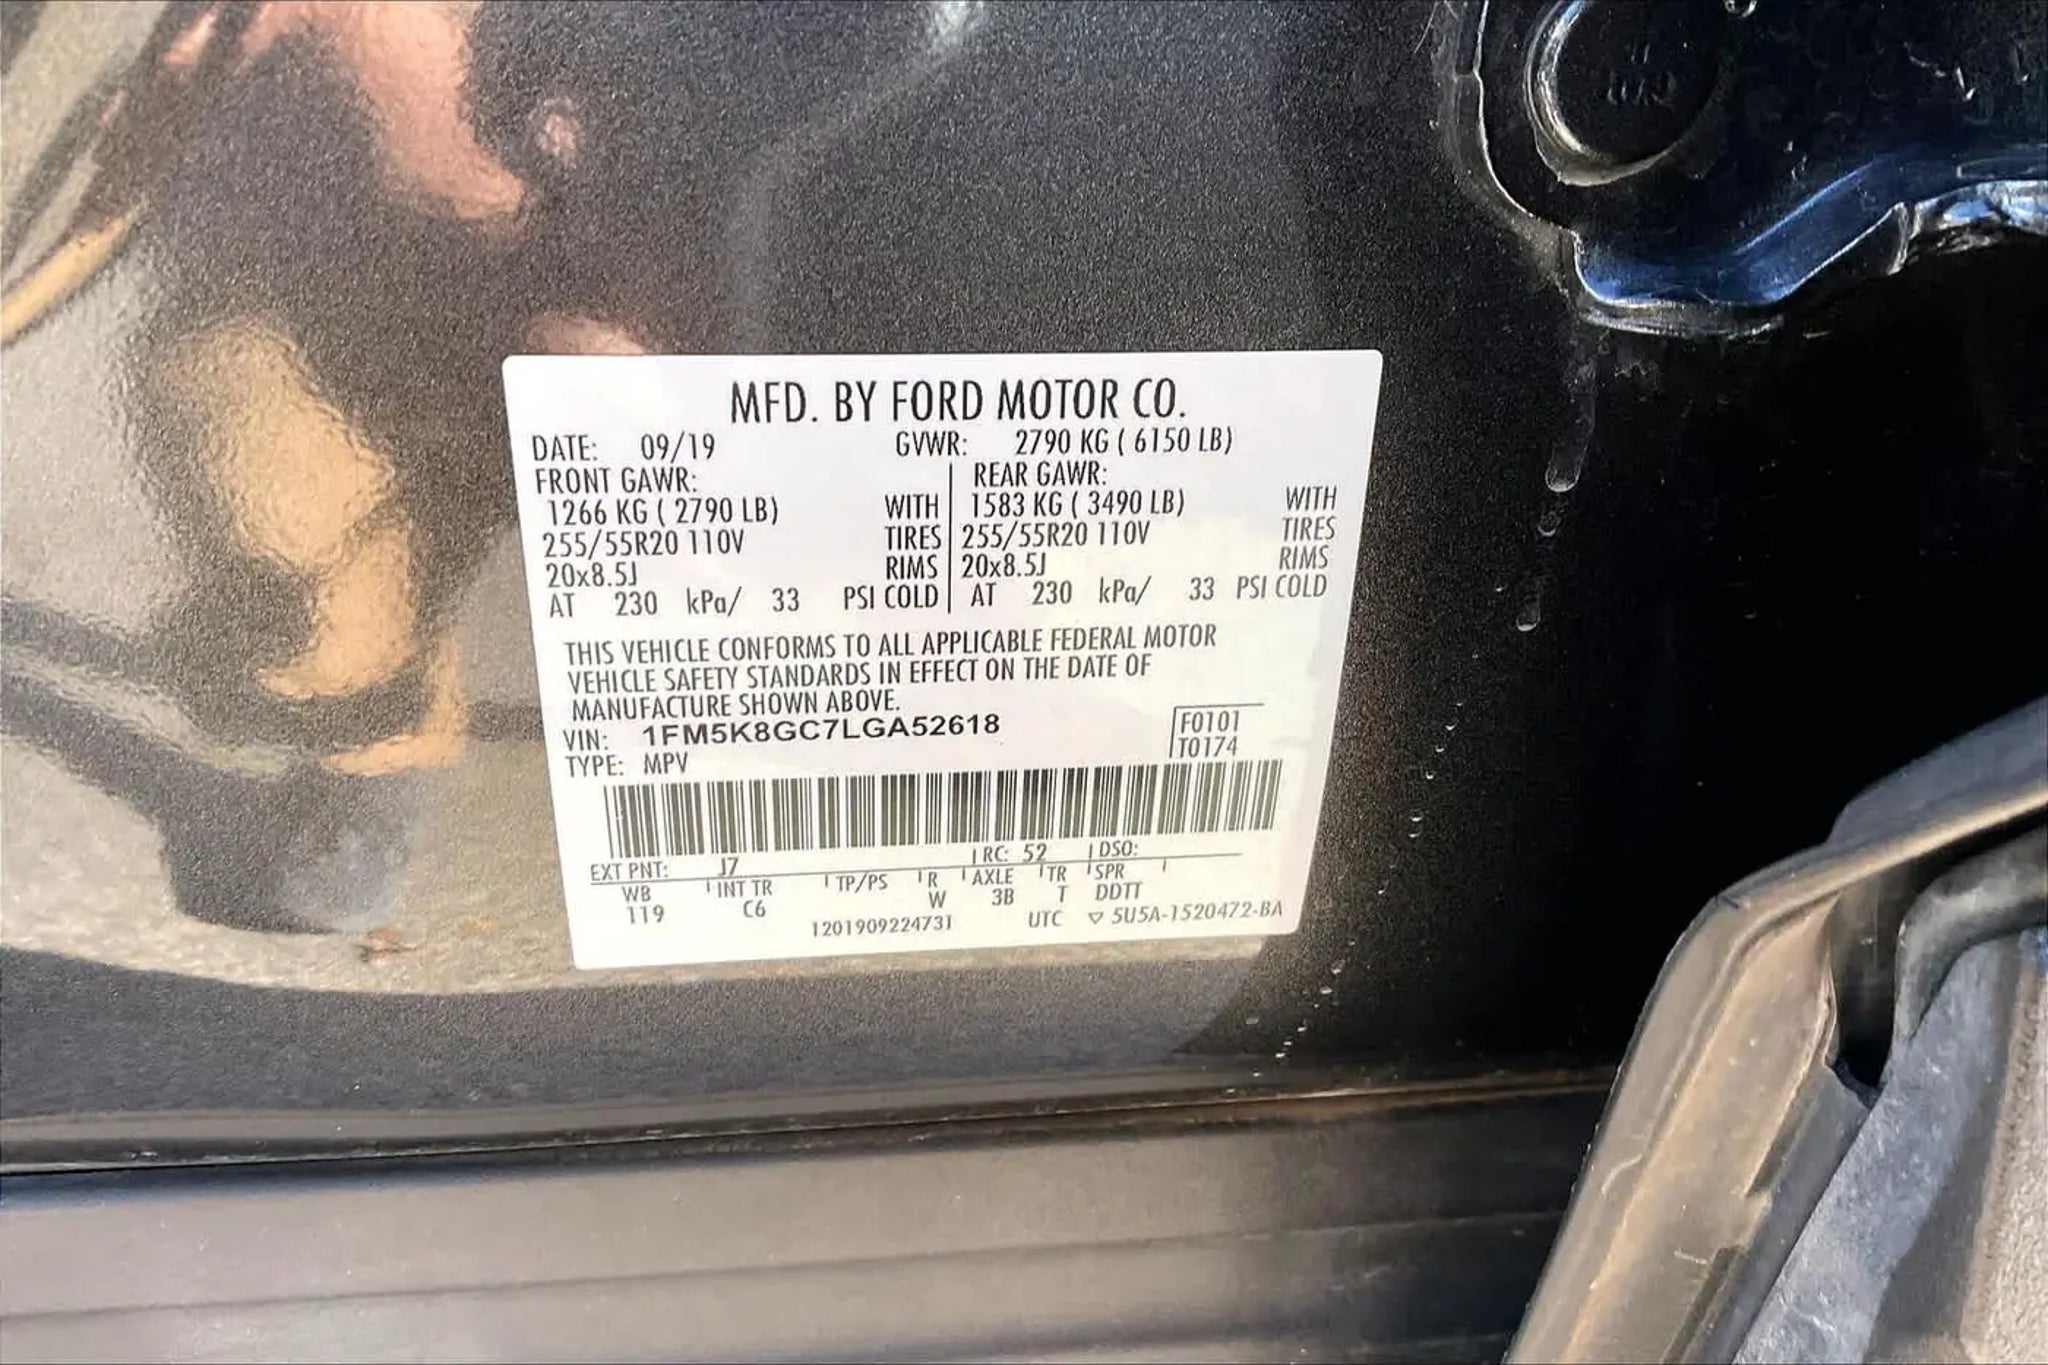 MFD. BY FORD MOTOR CO.
DATE: 09/19 GVWR: 2790 KG ( 6150 LB)
FRONT GAWR: REAR GAWR:
1266 KG ( 2790 LB) WITH 1583 KG ( 3490 LB) WITH
255/55R20 110V TIRES 255/55R20 110V TIRES
20x8.5J RIMS 20x8.5J RIMS
AT 230 kPa/ 33 PSI COLD AT 230 kPa/ 33 PSI COLD
THIS VEHICLE CONFORMS TO ALL APPLICABLE FEDERAL MOTOR
VEHICLE SAFETY STANDARDS IN EFFECT ON THE DATE OF
MANUFACTURE SHOWN ABOVE.
VIN: 1FM5K8GC7LGA52618 F0101
TYPE: MPV T0174
EXT PNT: J7 RC: 52 DSO:
WB INT TR TP/PS R AXLE TR SPR
119 C6 W 3B T DDTT
1201909224731 UTC ▽ 5U5A-1520472-BA